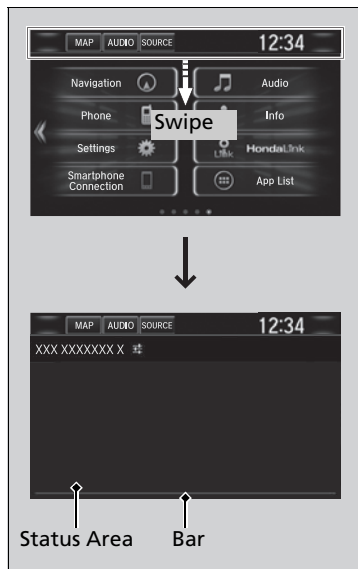 MAP AUDIO SOURCE 12:34
Navigation Audio
Phone Info
Swipe
Settings Link HondaLink
Smartphone
Connection App List
MAP AUDIO SOURCE 12:34
XXX XXXXXXX X
Status Area Bar